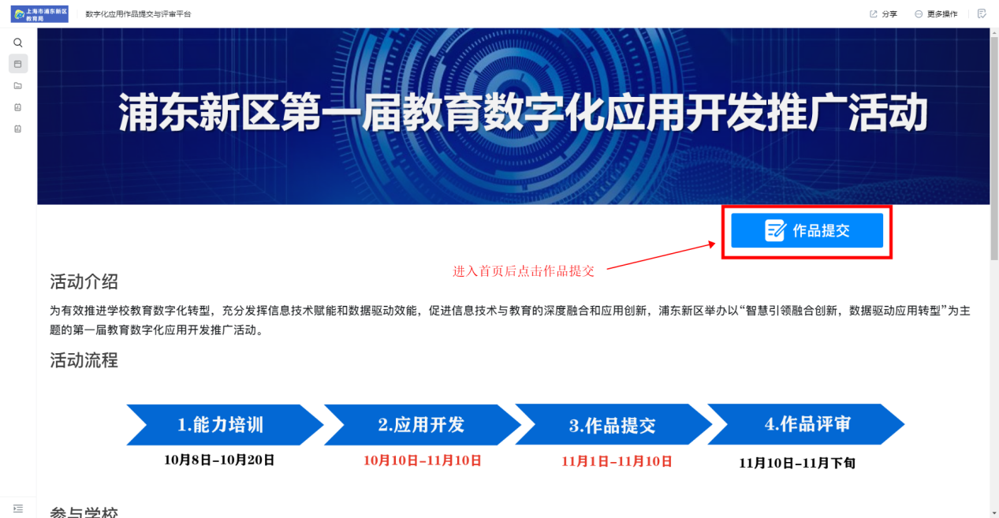 上海市浦东新区
教育局
数字化应用作品提交与评审平台
分享
更多操作
浦东新区第一届教育数字化应用开发推广活动
作品提交
进入首页后点击作品提交
活动介绍
为有效推进学校教育数字化转型，充分发挥信息技术赋能和数据驱动效能，促进信息技术与教育的深度融合和应用创新，浦东新区举办以“智慧引领融合创新，数据驱动应用转型”为主
题的第一届教育数字化应用开发推广活动。
活动流程
1.能力培训
2.应用开发
3.作品提交
4.作品评审
10月8日-10月20日
10月10日-11月10日
11月1日-11月10日
11月10日-11月下旬
参与学校